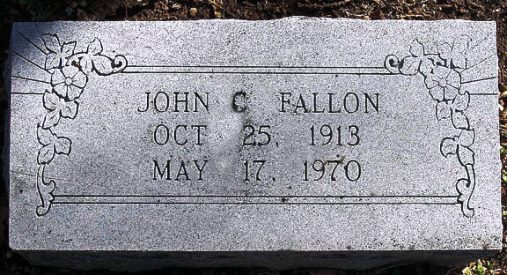 JOHN C FALLON
OCT 25, 1913
MAY 17, 1970